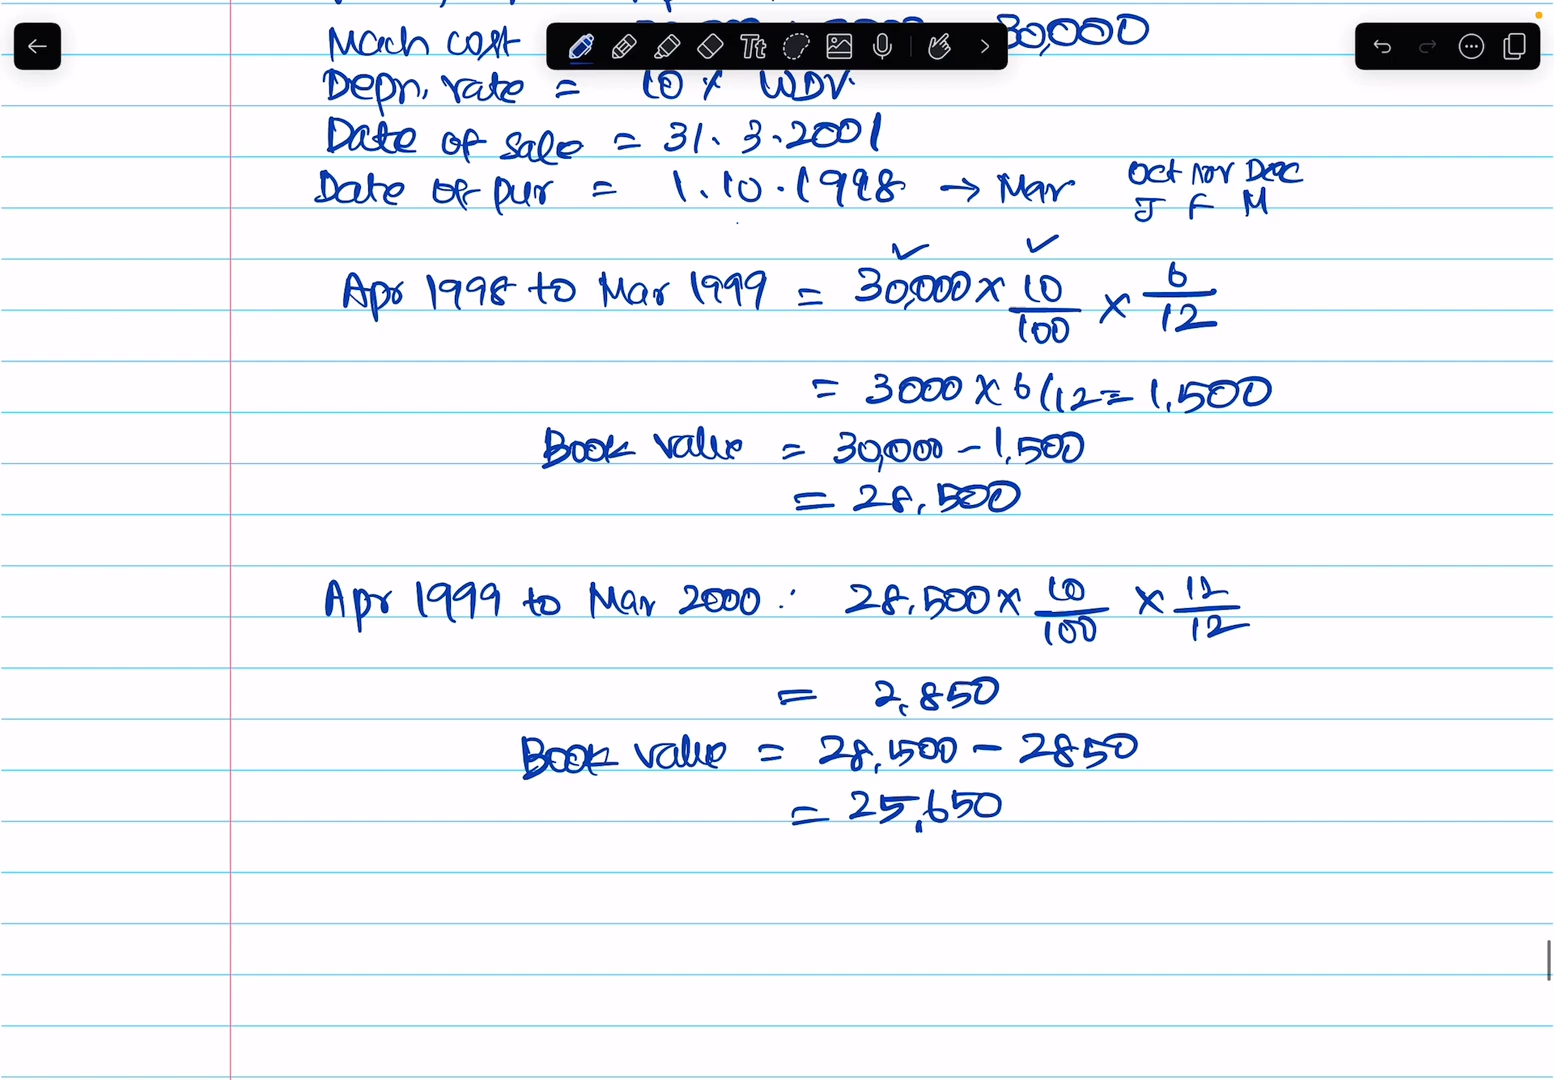 Mach cost 30,000
Depn. rate = 10 % WDV.
Date of sale = 31.3.2001
Date of pur = 1.10.1998 → Mar Oct Nov Dec
J F M
Apr 1998 to Mar 1999 = 30,000 × 10/100 × 6/12
= 3000 × 6/12 = 1,500
Book value = 30,000 - 1,500
= 28,500
Apr 1999 to Mar 2000 : 28,500 × 10/100 × 12/12
= 2,850
Book value = 28,500 - 2850
= 25,650
Tt